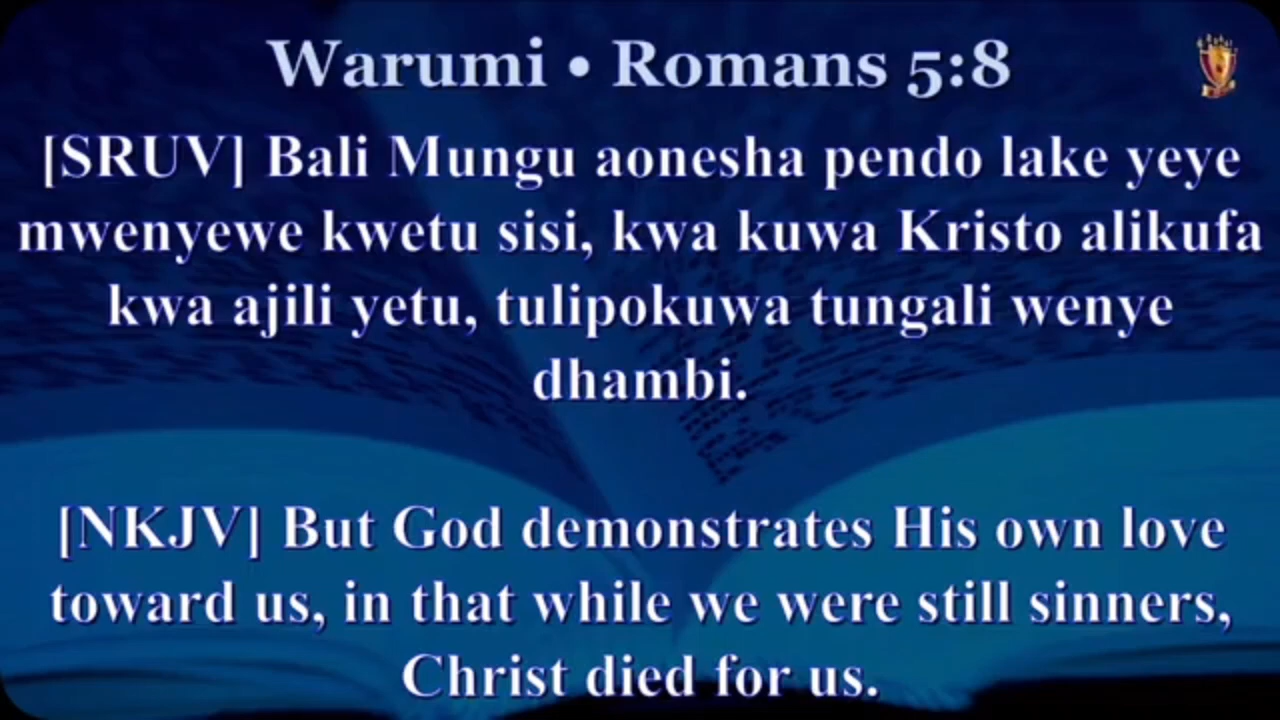 Warumi • Romans 5:8
[SRUV] Bali Mungu aonesha pendo lake yeye
mwenyewe kwetu sisi, kwa kuwa Kristo alikufa
kwa ajili yetu, tulipokuwa tungali wenye
dhambi.
[NKJV] But God demonstrates His own love
toward us, in that while we were still sinners,
Christ died for us.